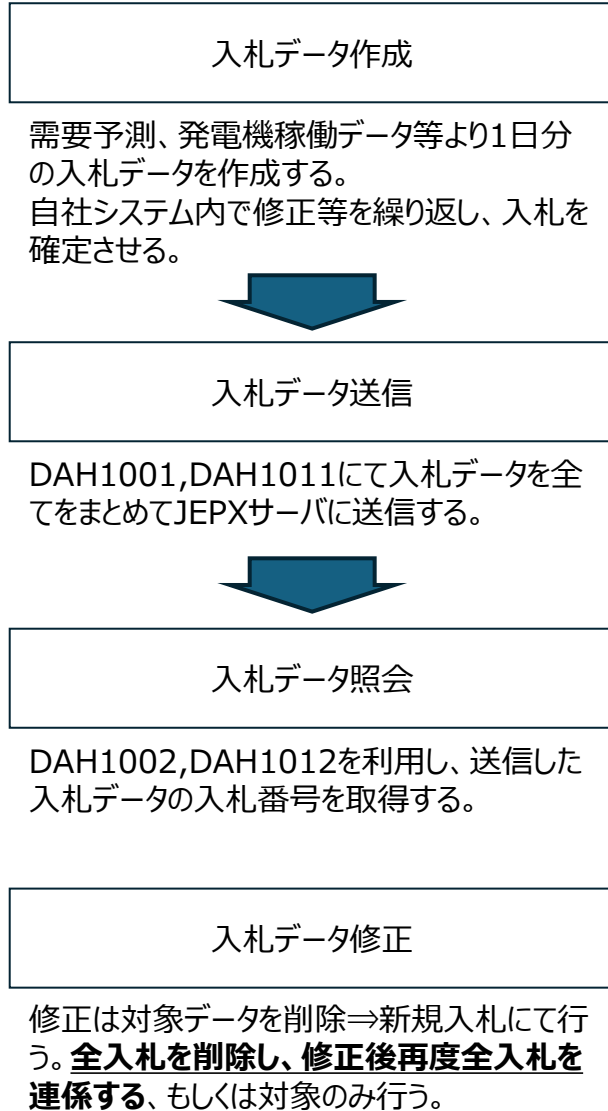 入札データ作成
需要予測、発電機稼働データ等より1日分
の入札データを作成する。
自社システム内で修正等を繰り返し、入札を
確定させる。
入札データ送信
DAH1001,DAH1011にて入札データを全
てをまとめてJEPXサーバに送信する。
入札データ照会
DAH1002,DAH1012を利用し、送信した
入札データの入札番号を取得する。
入札データ修正
修正は対象データを削除⇒新規入札にて行
う。全入札を削除し、修正後再度全入札を
連係する、もしくは対象のみ行う。